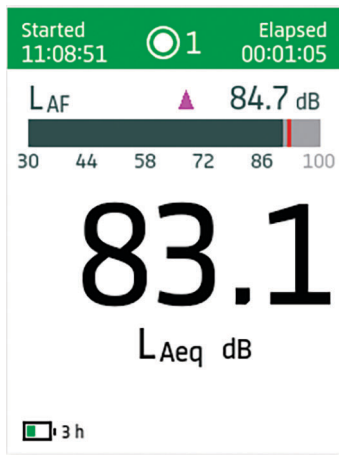 Started Elapsed
11:08:51 1 00:01:05
LAF 84.7 dB
30 44 58 72 86 100
83.1
LAeq dB
3 h